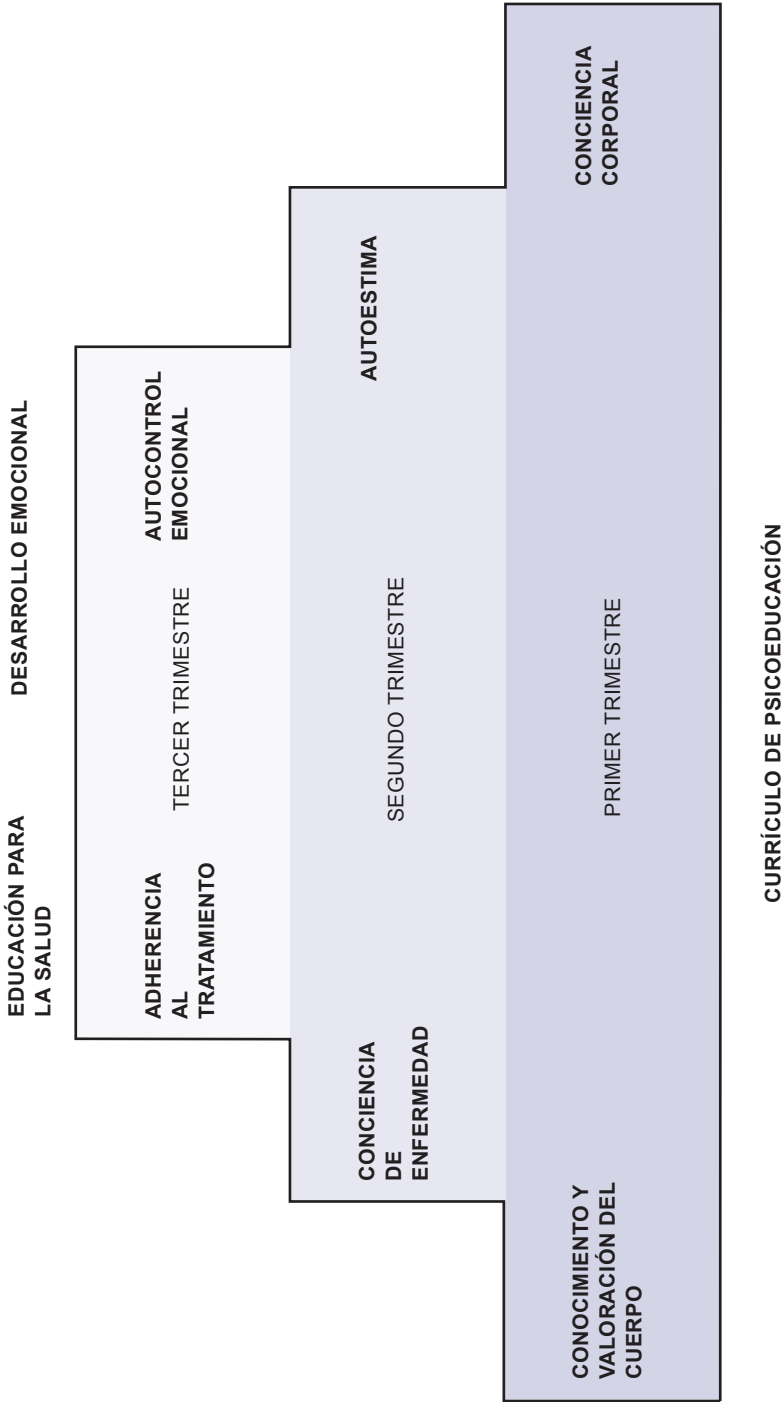 EDUCACIÓN PARA
LA SALUD
DESARROLLO EMOCIONAL
ADHERENCIA
AL
TRATAMIENTO
TERCER TRIMESTRE
AUTOCONTROL
EMOCIONAL
CONCIENCIA
DE
ENFERMEDAD
SEGUNDO TRIMESTRE
AUTOESTIMA
CONOCIMIENTO Y
VALORACIÓN DEL
CUERPO
PRIMER TRIMESTRE
CONCIENCIA
CORPORAL
CURRÍCULO DE PSICOEDUCACIÓN